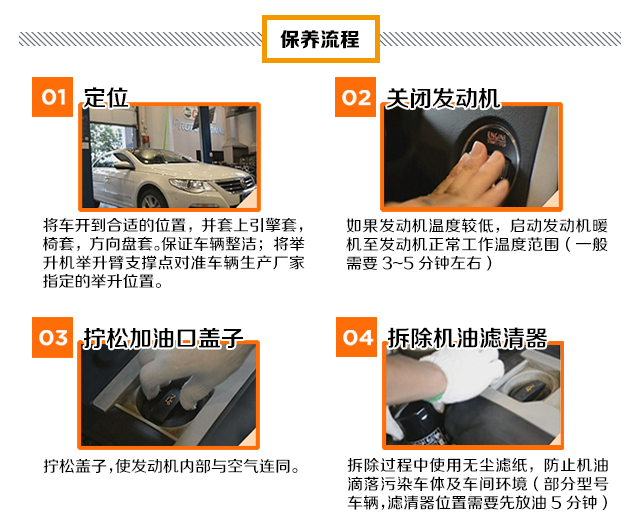 保养流程
01 定位
将车开到合适的位置，并套上引擎套，
椅套，方向盘套。保证车辆整洁；将举
升机举升臂支撑点对准车辆生产厂家
指定的举升位置。
02 关闭发动机
ENGINE
如果发动机温度较低，启动发动机暖
机至发动机正常工作温度范围（一般
需要 3~5 分钟左右）
03 拧松加油口盖子
拧松盖子，使发动机内部与空气连同。
04 拆除机油滤清器
拆除过程中使用无尘滤纸，防止机油
滴落污染车体及车间环境（部分型号
车辆，滤清器位置需要先放油 5 分钟）